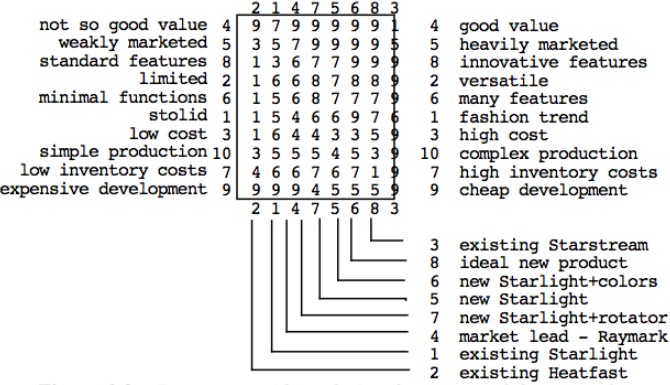 2 1 4 7 5 6 8 3
not so good value 4 9 7 9 9 9 9 9 1 4 good value
weakly marketed 5 3 5 7 9 9 9 9 5 5 heavily marketed
standard features 8 1 3 6 7 7 9 9 9 8 innovative features
limited 2 1 6 6 8 7 8 8 9 2 versatile
minimal functions 6 1 5 6 8 7 7 7 9 6 many features
stolid 1 1 5 4 6 6 9 7 6 1 fashion trend
low cost 3 1 6 4 4 3 3 5 9 3 high cost
simple production 10 3 5 5 5 4 5 3 9 10 complex production
low inventory costs 7 4 6 6 7 6 7 1 9 7 high inventory costs
expensive development 9 9 9 9 4 5 5 5 9 9 cheap development
2 1 4 7 5 6 8 3
3 existing Starstream
8 ideal new product
6 new Starlight+colors
5 new Starlight
7 new Starlight+rotator
4 market lead - Raymark
1 existing Starlight
2 existing Heatfast